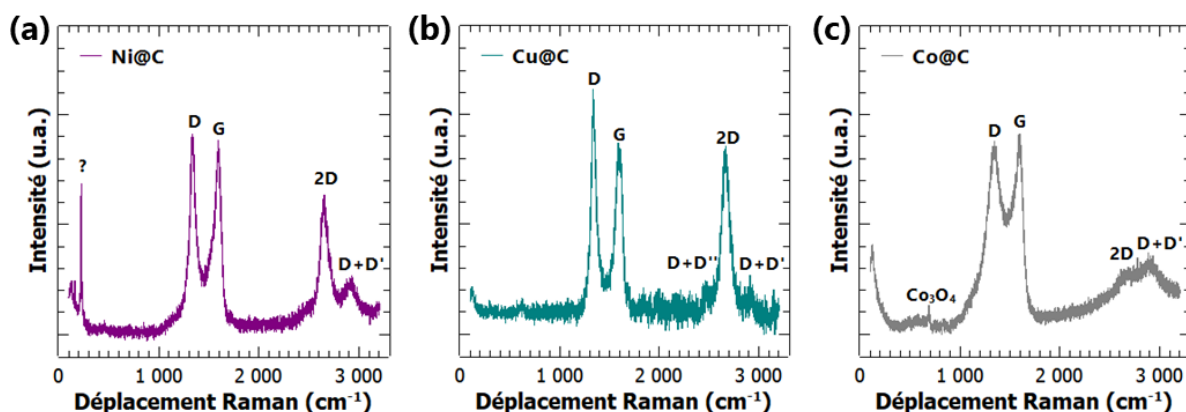 (a)
Ni@C
?
D
G
2D
D+D'
Intensité (u.a.)
0
1 000
2 000
3 000
Déplacement Raman (cm⁻¹)
(b)
Cu@C
D
G
2D
D+D''
D+D'
Intensité (u.a.)
0
1 000
2 000
3 000
Déplacement Raman (cm⁻¹)
(c)
Co@C
D
G
Co₃O₄
2D
D+D'
Intensité (u.a.)
0
1 000
2 000
3 000
Déplacement Raman (cm⁻¹)